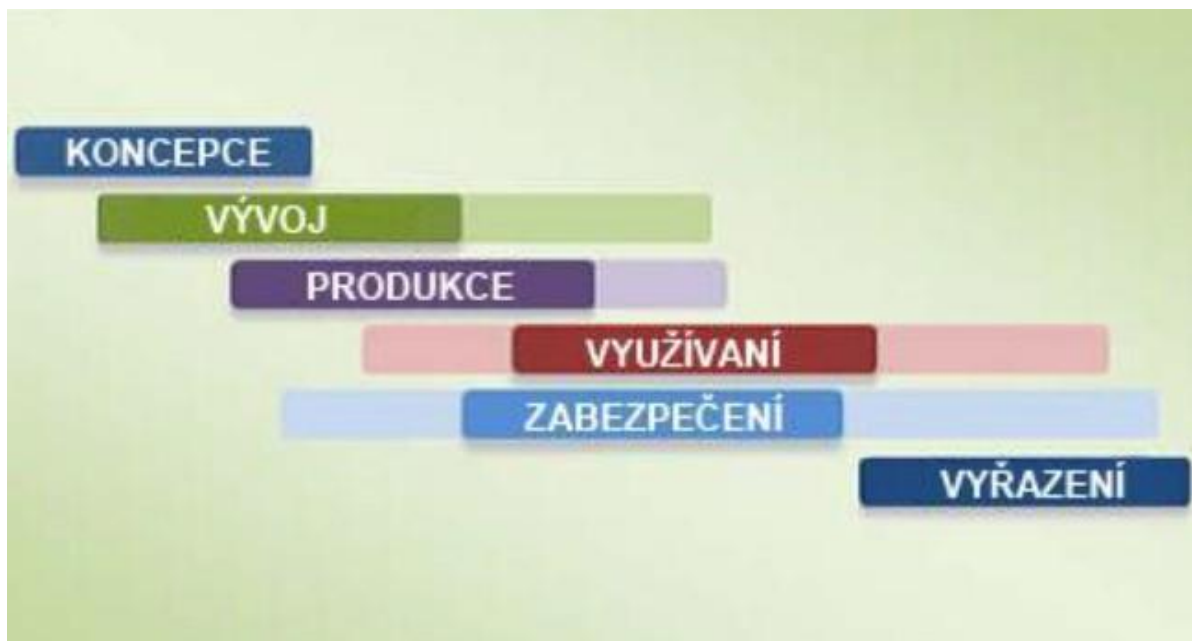 KONCEPCE
VÝVOJ
PRODUKCE
VYUŽÍVANÍ
ZABEZPEČENÍ
VYŘAZENÍ